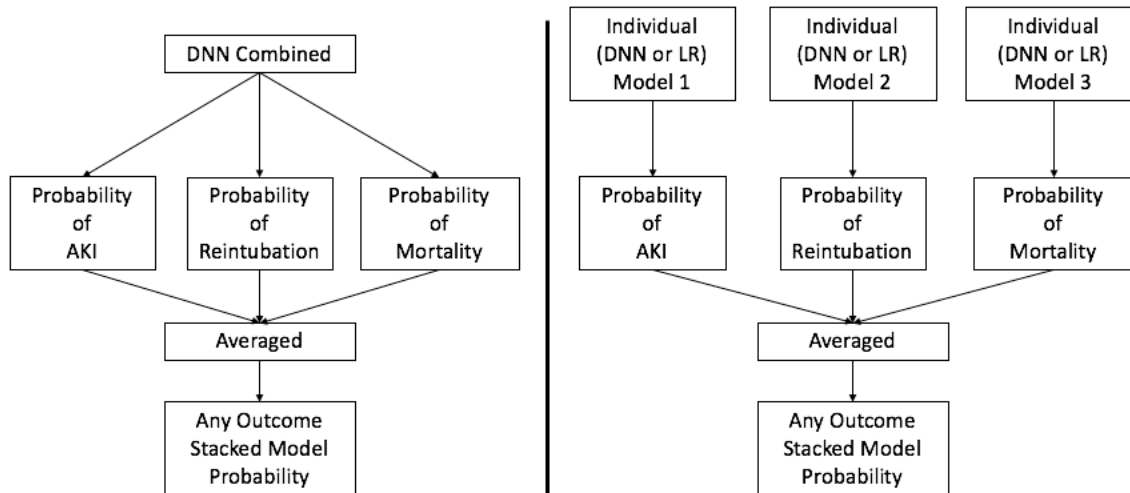 DNN Combined
Probability
of
AKI
Probability
of
Reintubation
Probability
of
Mortality
Averaged
Any Outcome
Stacked Model
Probability
Individual
(DNN or LR)
Model 1
Individual
(DNN or LR)
Model 2
Individual
(DNN or LR)
Model 3
Probability
of
AKI
Probability
of
Reintubation
Probability
of
Mortality
Averaged
Any Outcome
Stacked Model
Probability